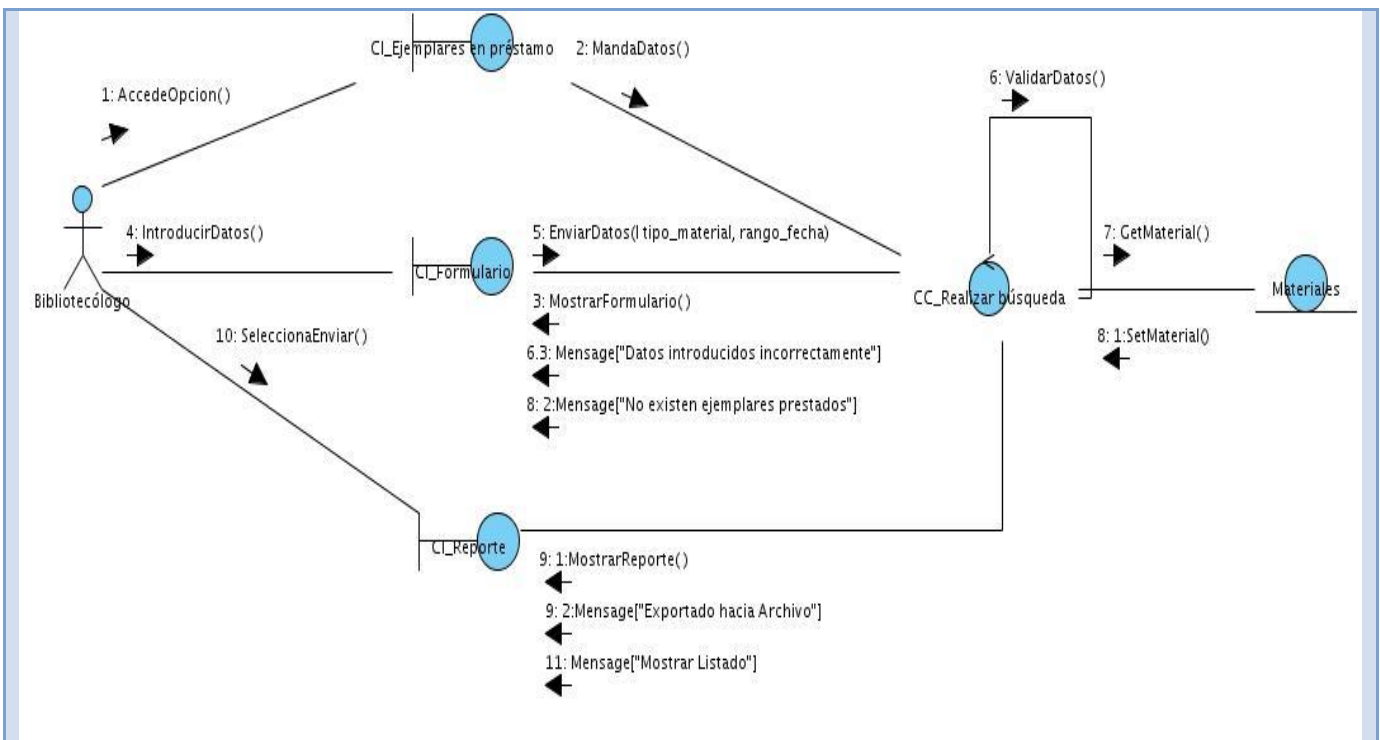 CI_Ejemplares en préstamo
2: MandaDatos()
6: ValidarDatos()
1: AccedeOpcion()
4: IntroducirDatos()
5: EnviarDatos(l tipo_material, rango_fecha)
7: GetMaterial()
CI_Formulario
Bibliotecólogo
3: MostrarFormulario()
CC_Realizar búsqueda
Materiales
10: SeleccionaEnviar()
8: 1:SetMaterial()
6.3: Mensage["Datos introducidos incorrectamente"]
8: 2:Mensage["No existen ejemplares prestados"]
CI_Reporte
9: 1:MostrarReporte()
9: 2:Mensage["Exportado hacia Archivo"]
11: Mensage["Mostrar Listado"]